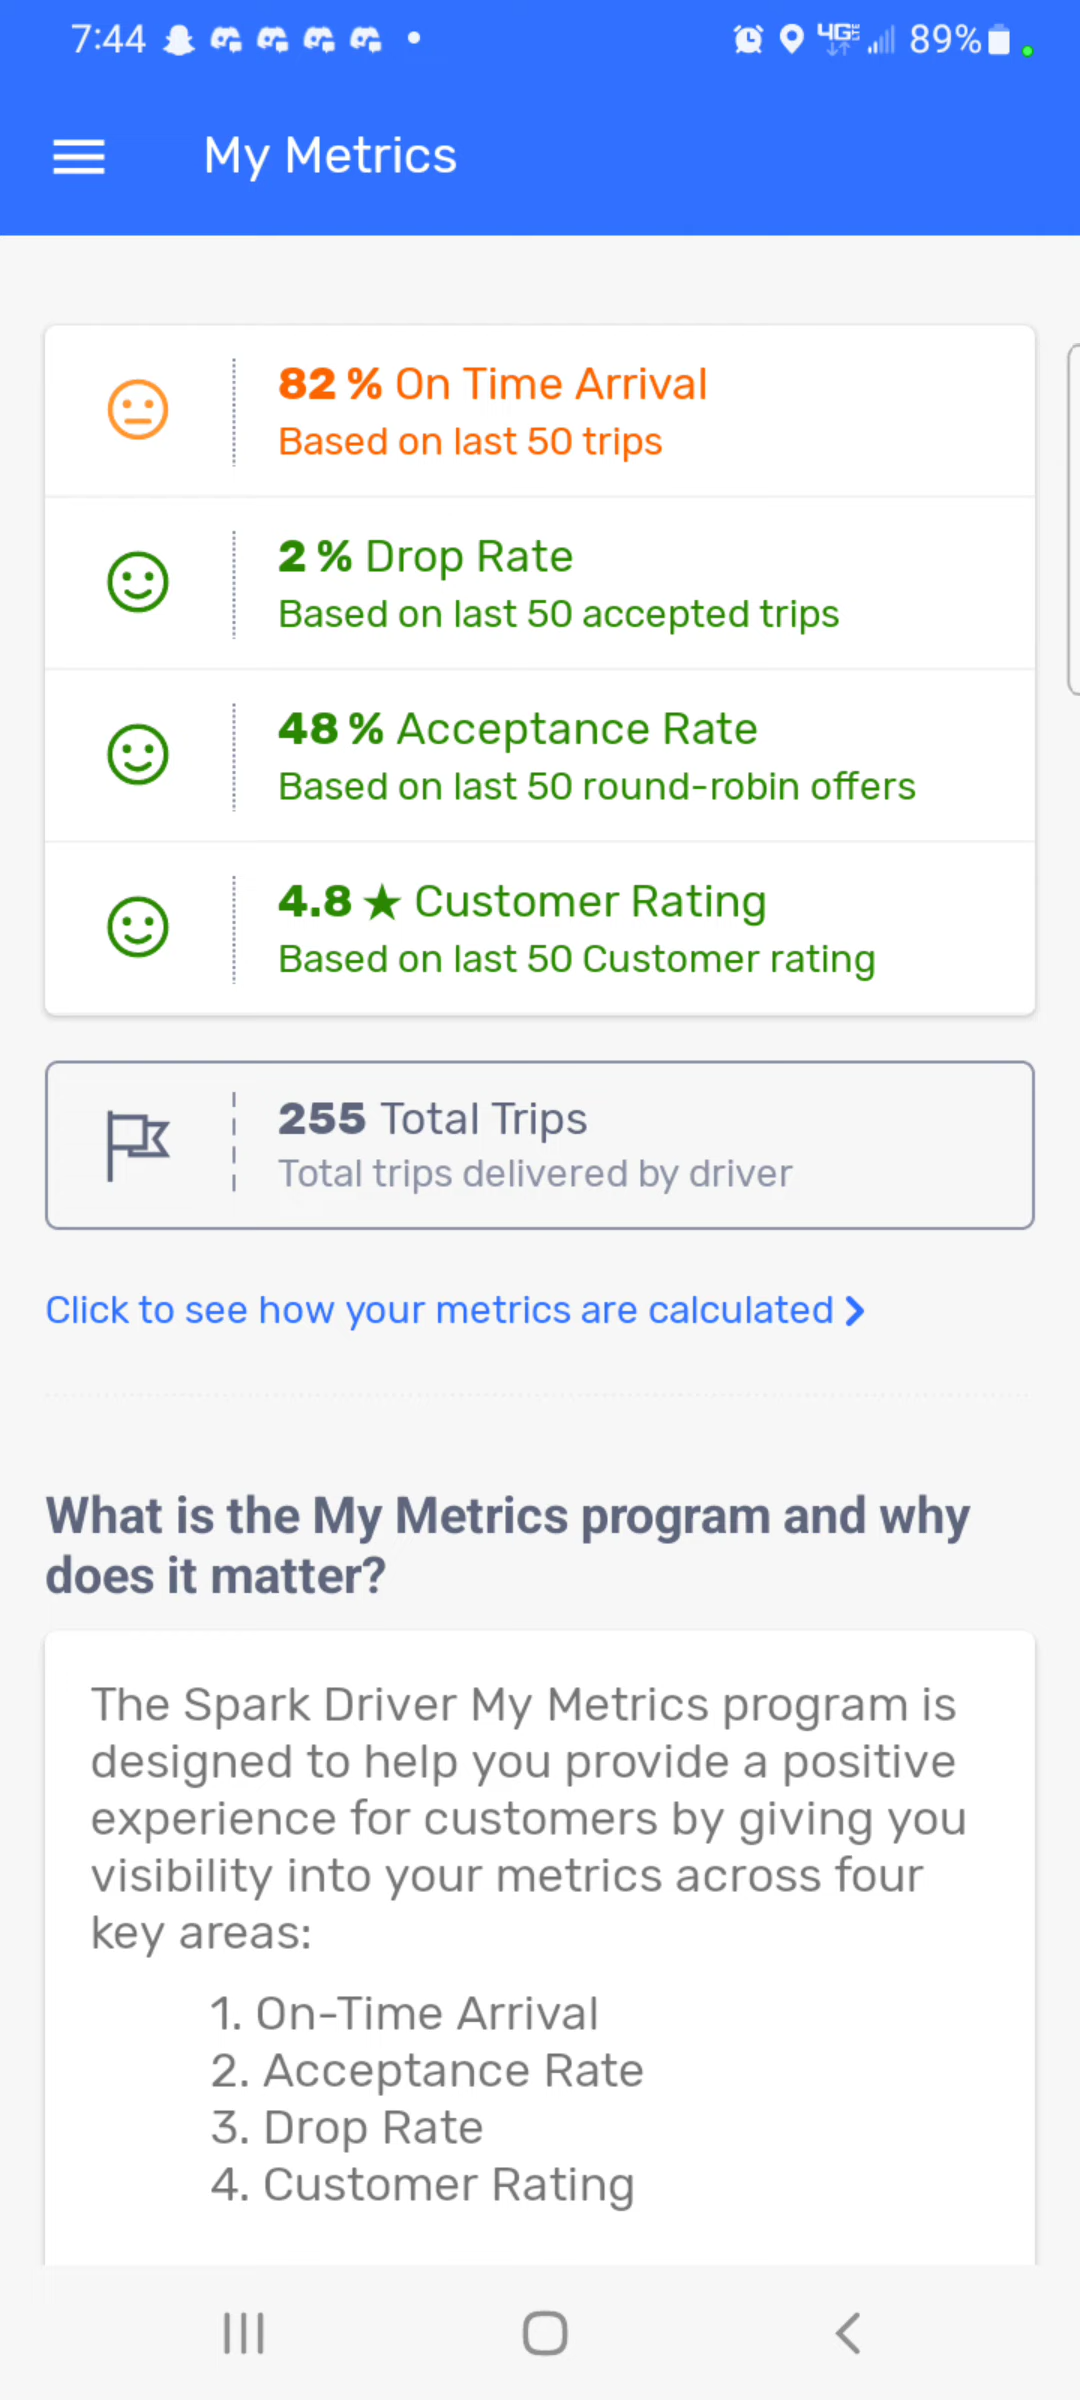 7:44
4GE 89%
My Metrics
82 % On Time Arrival
Based on last 50 trips
2 % Drop Rate
Based on last 50 accepted trips
48 % Acceptance Rate
Based on last 50 round-robin offers
4.8 ★ Customer Rating
Based on last 50 Customer rating
255 Total Trips
Total trips delivered by driver
Click to see how your metrics are calculated
What is the My Metrics program and why
does it matter?
The Spark Driver My Metrics program is
designed to help you provide a positive
experience for customers by giving you
visibility into your metrics across four
key areas:
1. On-Time Arrival
2. Acceptance Rate
3. Drop Rate
4. Customer Rating